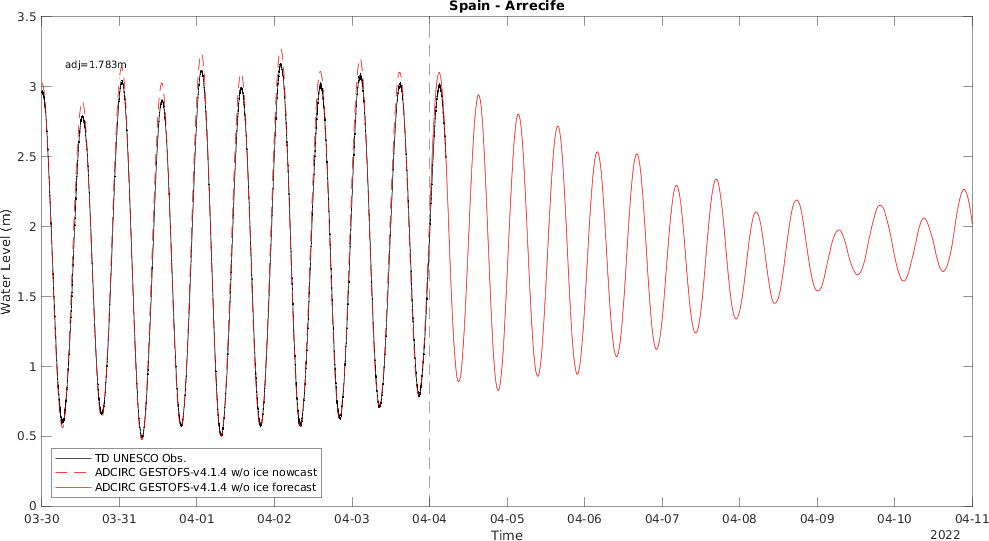 Spain - Arrecife
3.5
adj=1.783m
3
2.5
2
1.5
1
0.5
0
Water Level (m)
TD UNESCO Obs.
ADCIRC GESTOFS-v4.1.4 w/o ice nowcast
ADCIRC GESTOFS-v4.1.4 w/o ice forecast
03-30 03-31 04-01 04-02 04-03 04-04 04-05 04-06 04-07 04-08 04-09 04-10 04-11
Time
2022